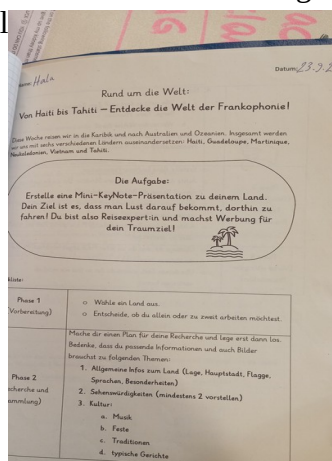 Datum: 23.9.2
Name: Hala
Rund um die Welt:
Von Haiti bis Tahiti – Entdecke die Welt der Frankophonie!
Diese Woche reisen wir in die Karibik und nach Australien und Ozeanien. Insgesamt werden
wir uns mit sechs verschiedenen Ländern auseinandersetzen: Haiti, Guadeloupe, Martinique,
Neukaledonien, Vietnam und Tahiti.
Die Aufgabe:
Erstelle eine Mini-KeyNote-Präsentation zu deinem Land.
Dein Ziel ist es, dass man Lust darauf bekommt, dorthin zu
fahren! Du bist also Reiseexpert:in und machst Werbung für
dein Traumziel!
kliste:
Phase 1
(Vorbereitung)
o Wähle ein Land aus.
o Entscheide, ob du allein oder zu zweit arbeiten möchtest.
Phase 2
echerche und
ammlung)
Mache dir einen Plan für deine Recherche und lege erst dann los.
Bedenke, dass du passende Informationen und auch Bilder
brauchst zu folgenden Themen:
1. Allgemeine Infos zum Land (Lage, Hauptstadt, Flagge,
Sprachen, Besonderheiten)
2. Sehenswürdigkeiten (mindestens 2 vorstellen)
3. Kultur:
a. Musik
b. Feste
c. Traditionen
d. typische Gerichte